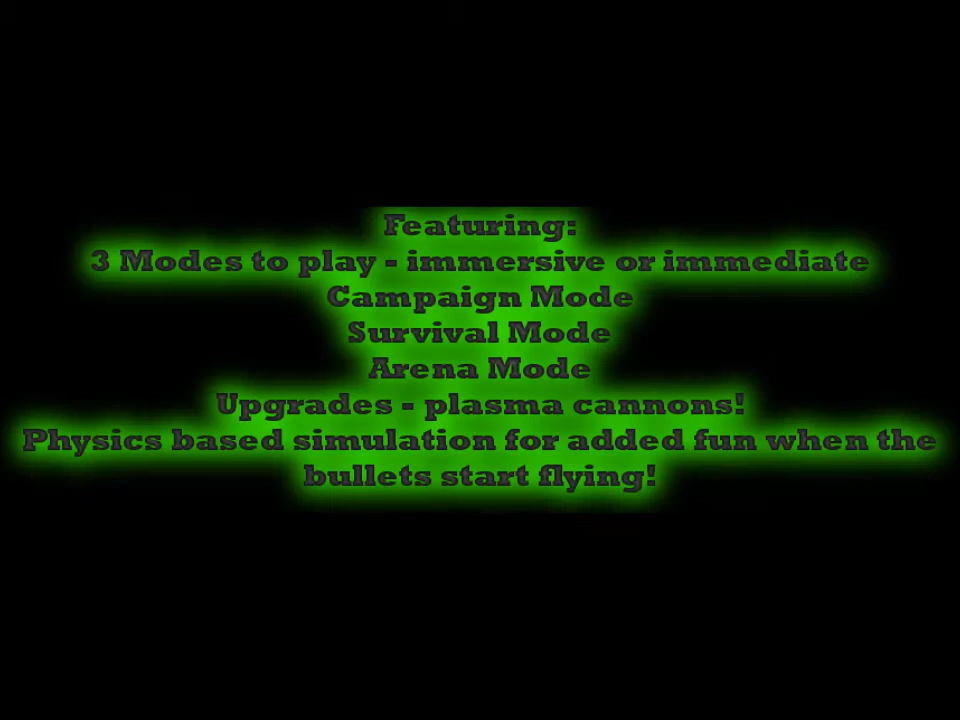 Featuring:
3 Modes to play - immersive or immediate
Campaign Mode
Survival Mode
Arena Mode
Upgrades - plasma cannons!
Physics based simulation for added fun when the
bullets start flying!